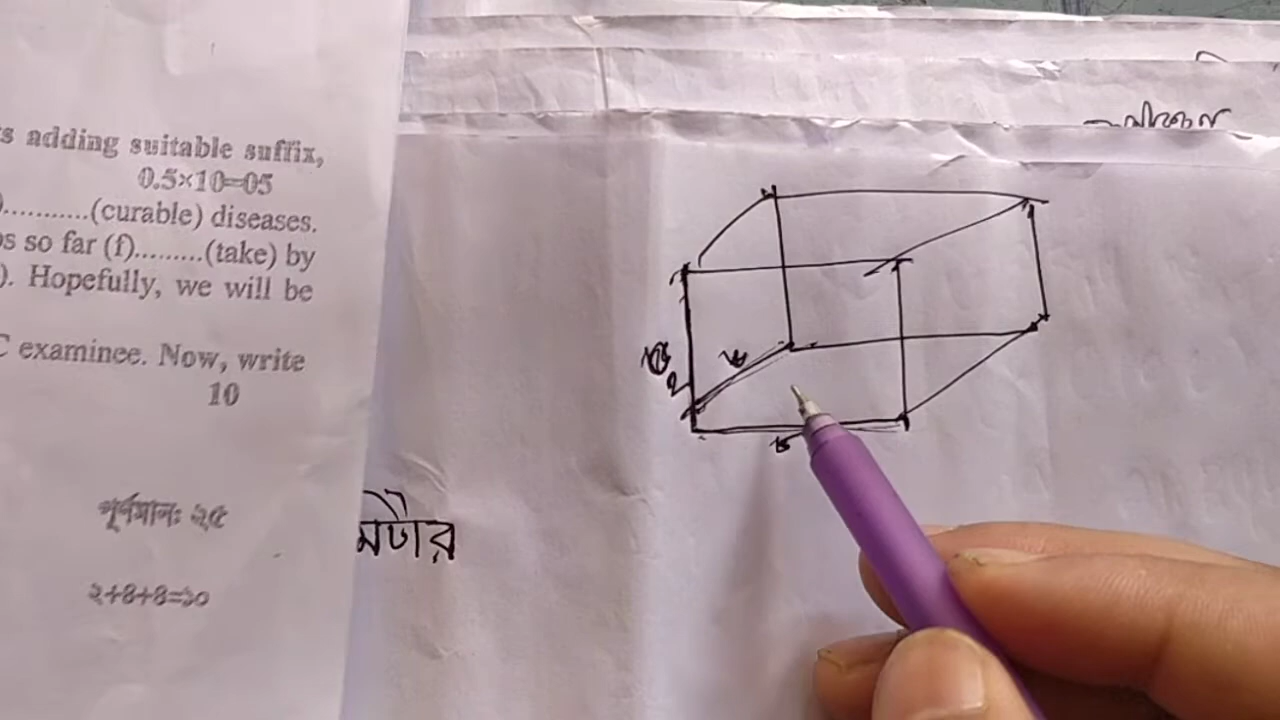 s adding suitable suffix,
0.5×10=05
...........(curable) diseases.
os so far (f).........(take) by
). Hopefully, we will be
C examinee. Now, write
10
পূর্ণমানঃ ২৫
২+৪+৪=১০
মিটার